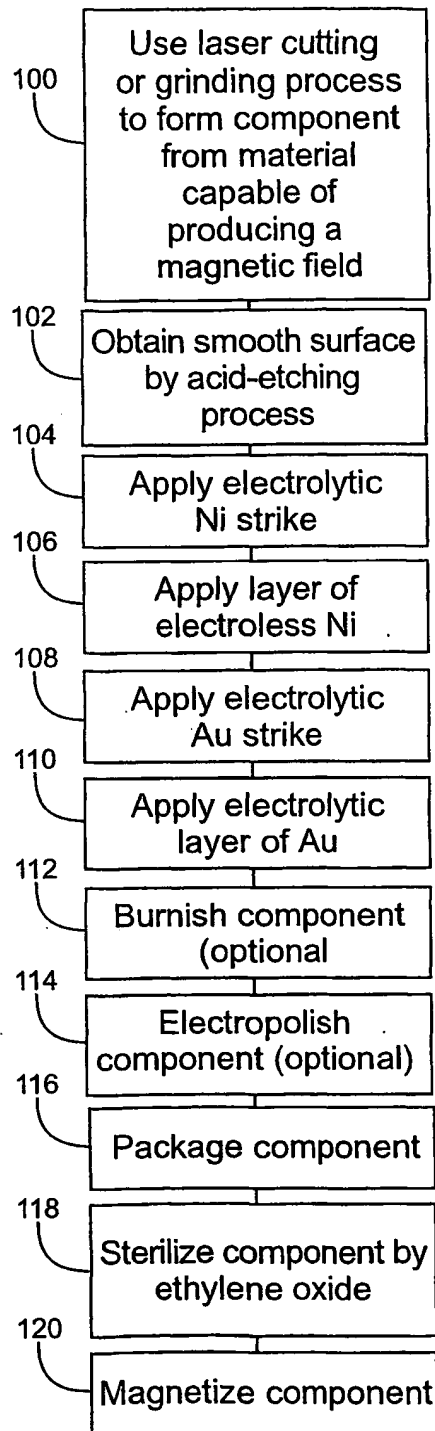 100
Use laser cutting
or grinding process
to form component
from material
capable of
producing a
magnetic field
102
Obtain smooth surface
by acid-etching
process
104
Apply electrolytic
Ni strike
106
Apply layer of
electroless Ni
108
Apply electrolytic
Au strike
110
Apply electrolytic
layer of Au
112
Burnish component
(optional
114
Electropolish
component (optional)
116
Package component
118
Sterilize component by
ethylene oxide
120
Magnetize component